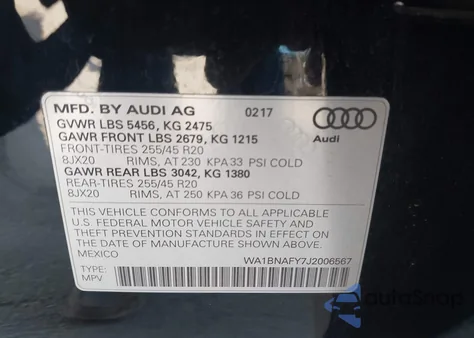 MFD. BY AUDI AG 0217
GVWR LBS 5456, KG 2475
GAWR FRONT LBS 2679, KG 1215
FRONT-TIRES 255/45 R20
8JX20 RIMS, AT 230 KPA 33 PSI COLD
GAWR REAR LBS 3042, KG 1380
REAR-TIRES 255/45 R20
8JX20 RIMS, AT 250 KPA 36 PSI COLD
Audi
THIS VEHICLE CONFORMS TO ALL APPLICABLE
U.S. FEDERAL MOTOR VEHICLE SAFETY AND
THEFT PREVENTION STANDARDS IN EFFECT ON
THE DATE OF MANUFACTURE SHOWN ABOVE.
MEXICO WA1BNAFY7J2006567
TYPE:
MPV
autoSnap